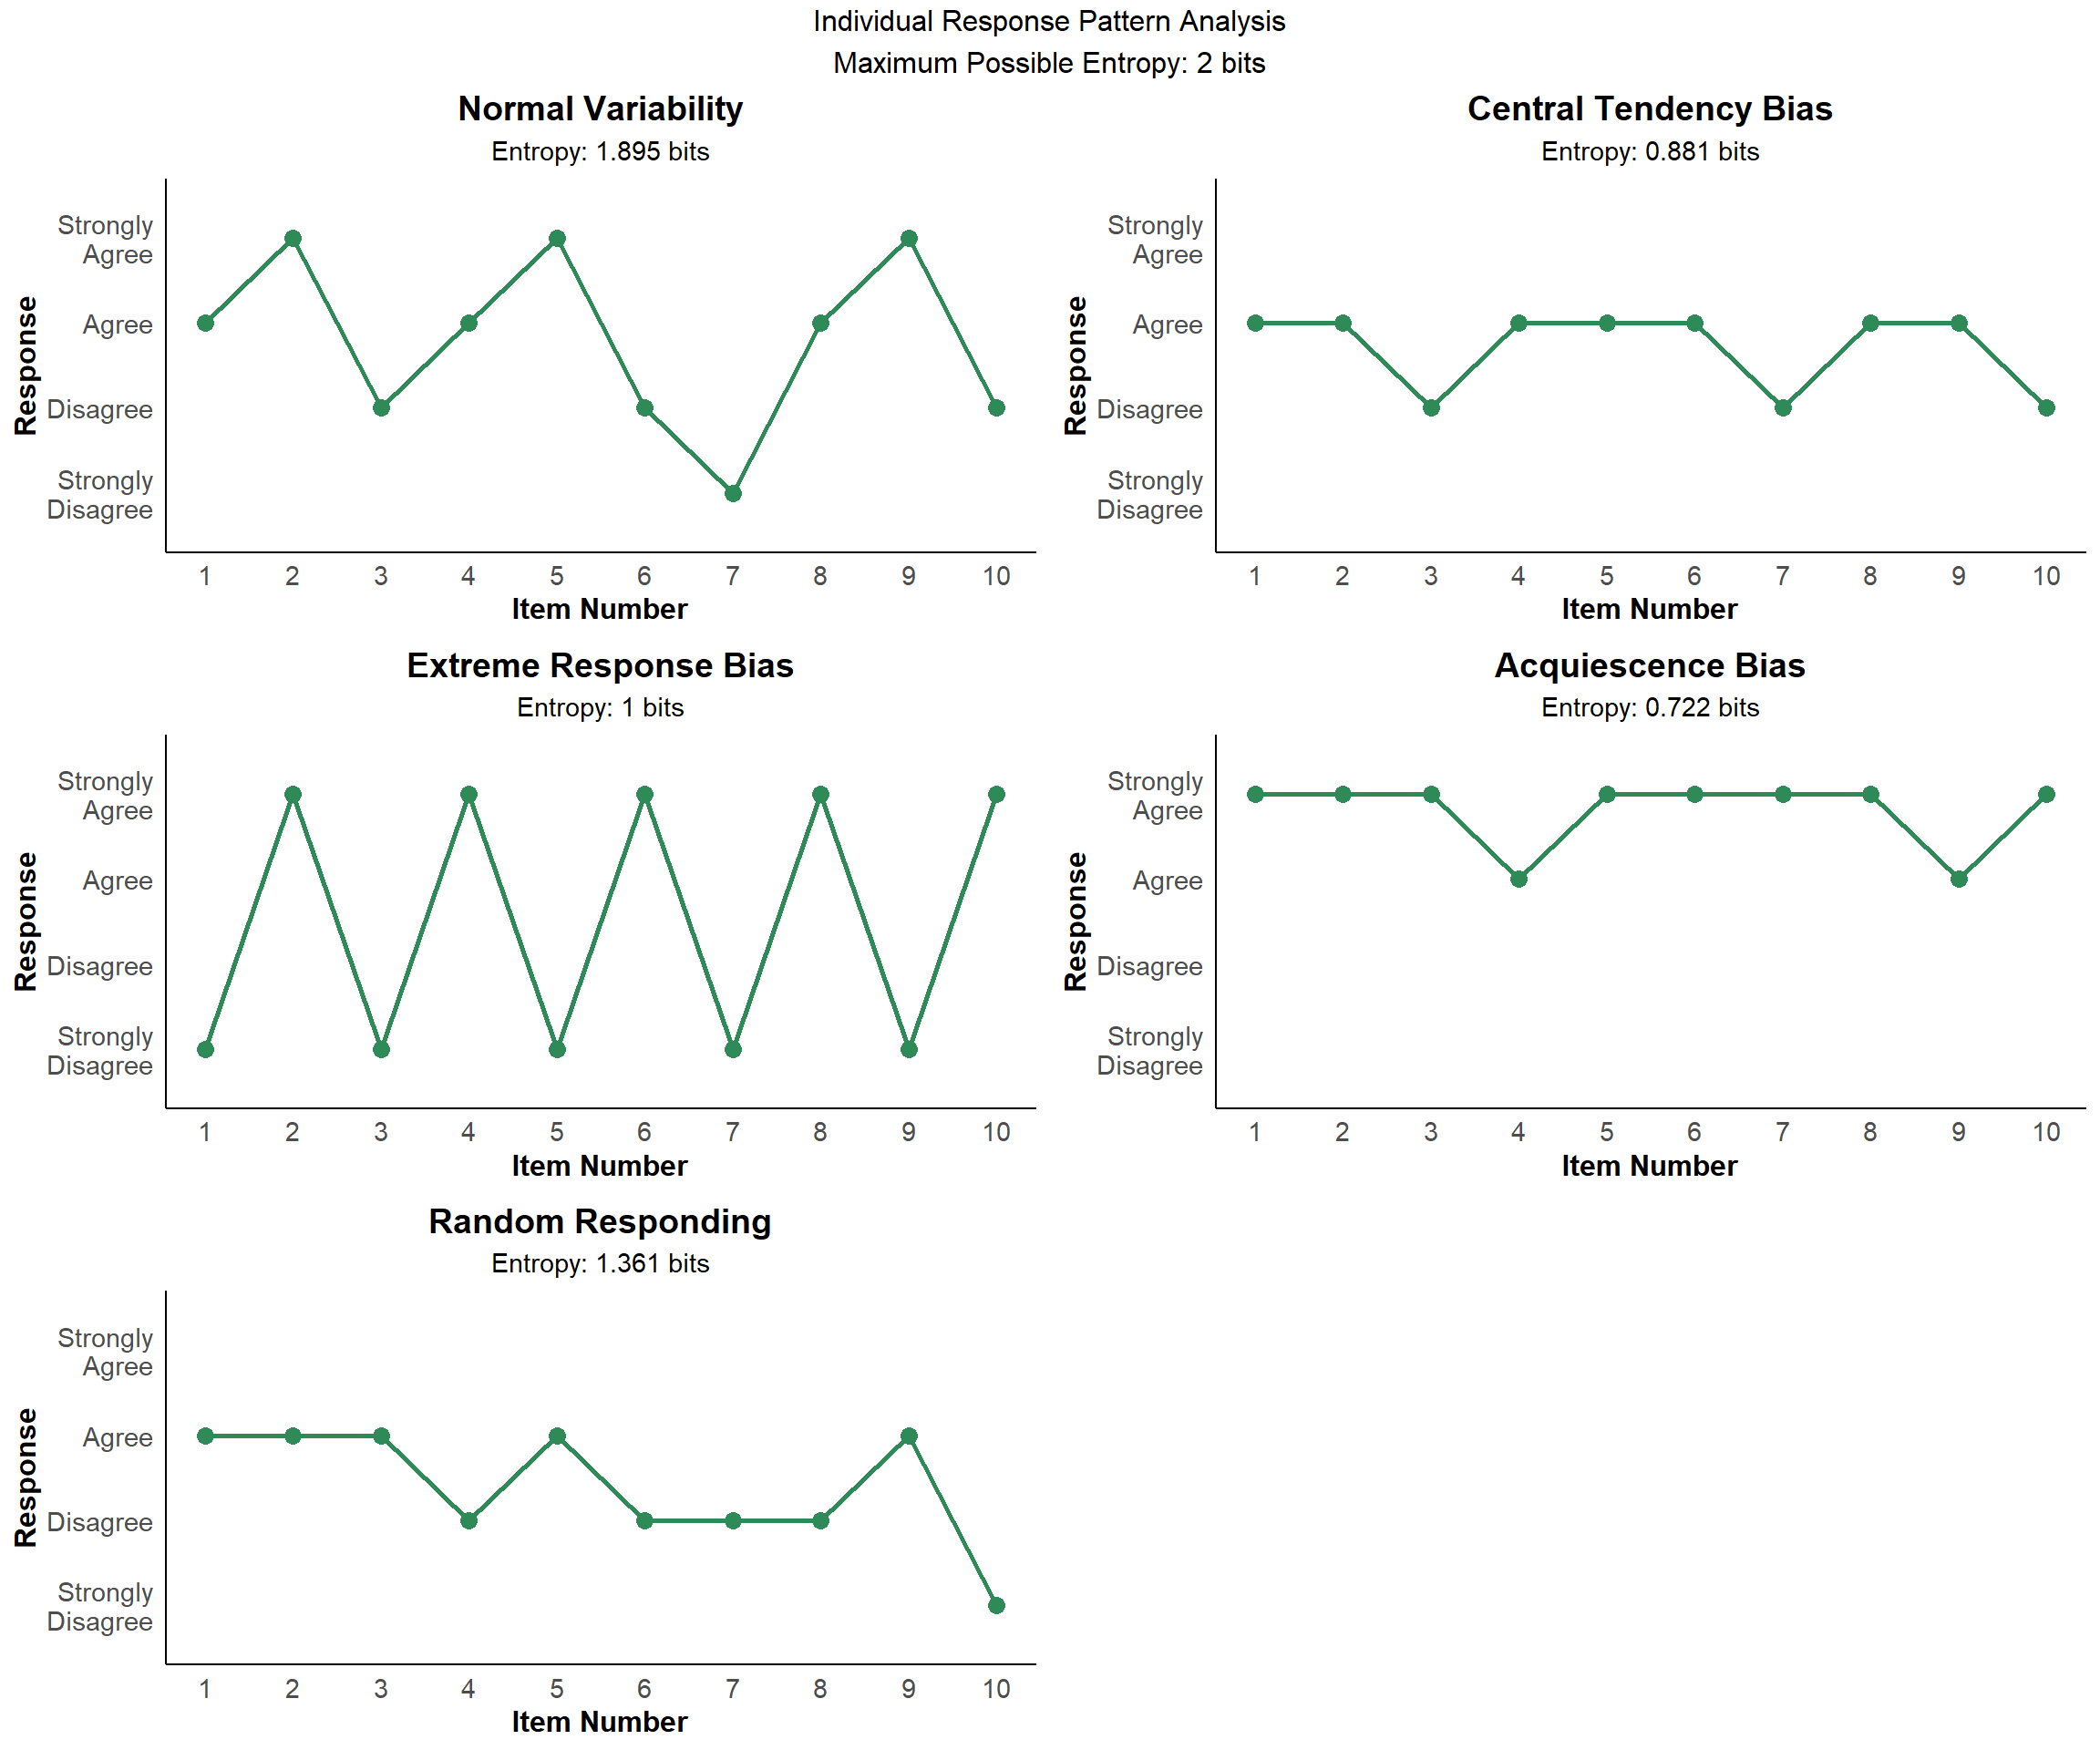 Individual Response Pattern Analysis
Maximum Possible Entropy: 2 bits
Normal Variability
Entropy: 1.895 bits
Response
Strongly
Agree
Agree
Disagree
Strongly
Disagree
1 2 3 4 5 6 7 8 9 10
Item Number
Central Tendency Bias
Entropy: 0.881 bits
Response
Strongly
Agree
Agree
Disagree
Strongly
Disagree
1 2 3 4 5 6 7 8 9 10
Item Number
Extreme Response Bias
Entropy: 1 bits
Response
Strongly
Agree
Agree
Disagree
Strongly
Disagree
1 2 3 4 5 6 7 8 9 10
Item Number
Acquiescence Bias
Entropy: 0.722 bits
Response
Strongly
Agree
Agree
Disagree
Strongly
Disagree
1 2 3 4 5 6 7 8 9 10
Item Number
Random Responding
Entropy: 1.361 bits
Response
Strongly
Agree
Agree
Disagree
Strongly
Disagree
1 2 3 4 5 6 7 8 9 10
Item Number